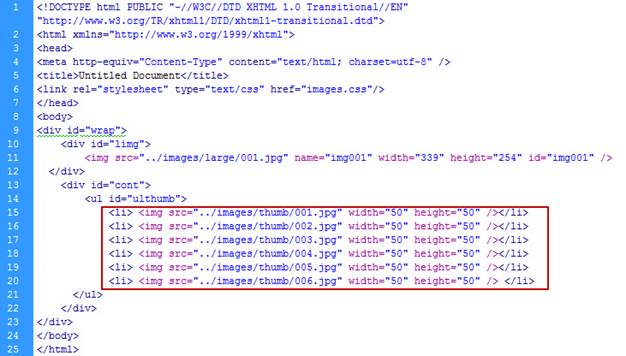 1 <!DOCTYPE html PUBLIC "-//W3C//DTD XHTML 1.0 Transitional//EN"
"http://www.w3.org/TR/xhtml1/DTD/xhtml1-transitional.dtd">
2 <html xmlns="http://www.w3.org/1999/xhtml">
3 <head>
4 <meta http-equiv="Content-Type" content="text/html; charset=utf-8" />
5 <title>Untitled Document</title>
6 <link rel="stylesheet" type="text/css" href="images.css"/>
7 </head>
8 <body>
9 <div id="wrap">
10 <div id="limg">
11 <img src="../images/large/001.jpg" name="img001" width="339" height="254" id="img001" />
12 </div>
13 <div id="cont">
14 <ul id="ulthumb">
15 <li> <img src="../images/thumb/001.jpg" width="50" height="50" /></li>
16 <li> <img src="../images/thumb/002.jpg" width="50" height="50" /></li>
17 <li> <img src="../images/thumb/003.jpg" width="50" height="50" /></li>
18 <li> <img src="../images/thumb/004.jpg" width="50" height="50" /></li>
19 <li> <img src="../images/thumb/005.jpg" width="50" height="50" /></li>
20 <li> <img src="../images/thumb/006.jpg" width="50" height="50" /> </li>
21 </ul>
22 </div>
23 </div>
24 </body>
25 </html>